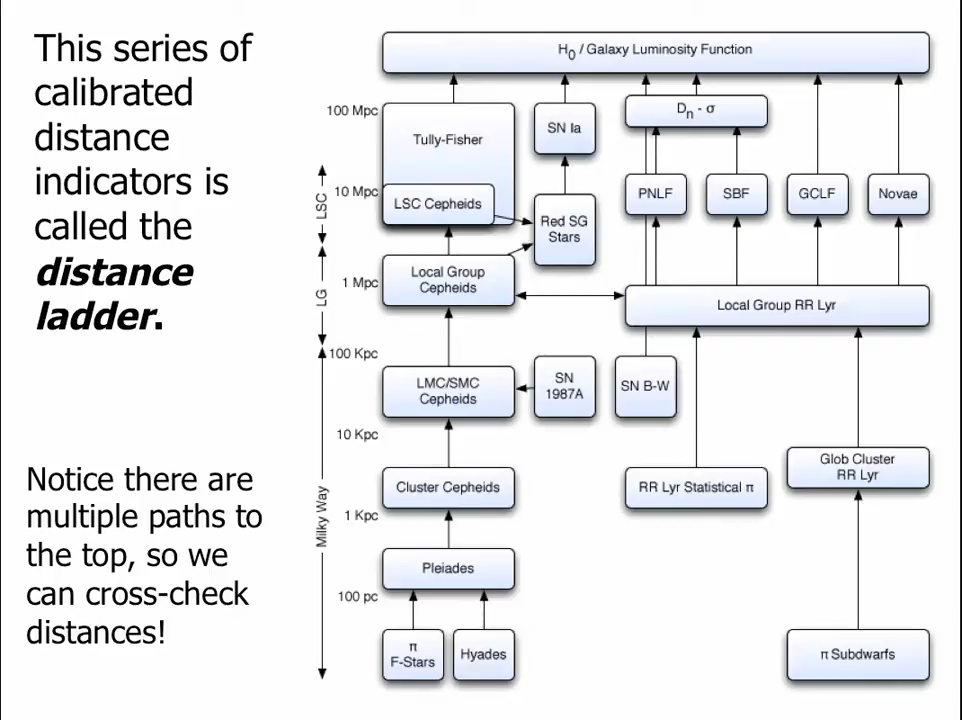 This series of
calibrated
distance
indicators is
called the
distance
ladder.
Notice there are
multiple paths to
the top, so we
can cross-check
distances!
H0 / Galaxy Luminosity Function
100 Mpc
Tully-Fisher
SN Ia
Dn - σ
10 Mpc
LSC
LSC Cepheids
Red SG
Stars
PNLF
SBF
GCLF
Novae
1 Mpc
LG
Local Group
Cepheids
Local Group RR Lyr
100 Kpc
LMC/SMC
Cepheids
SN
1987A
SN B-W
10 Kpc
Milky Way
Cluster Cepheids
RR Lyr Statistical π
Glob Cluster
RR Lyr
1 Kpc
Pleiades
100 pc
π
F-Stars
Hyades
π Subdwarfs